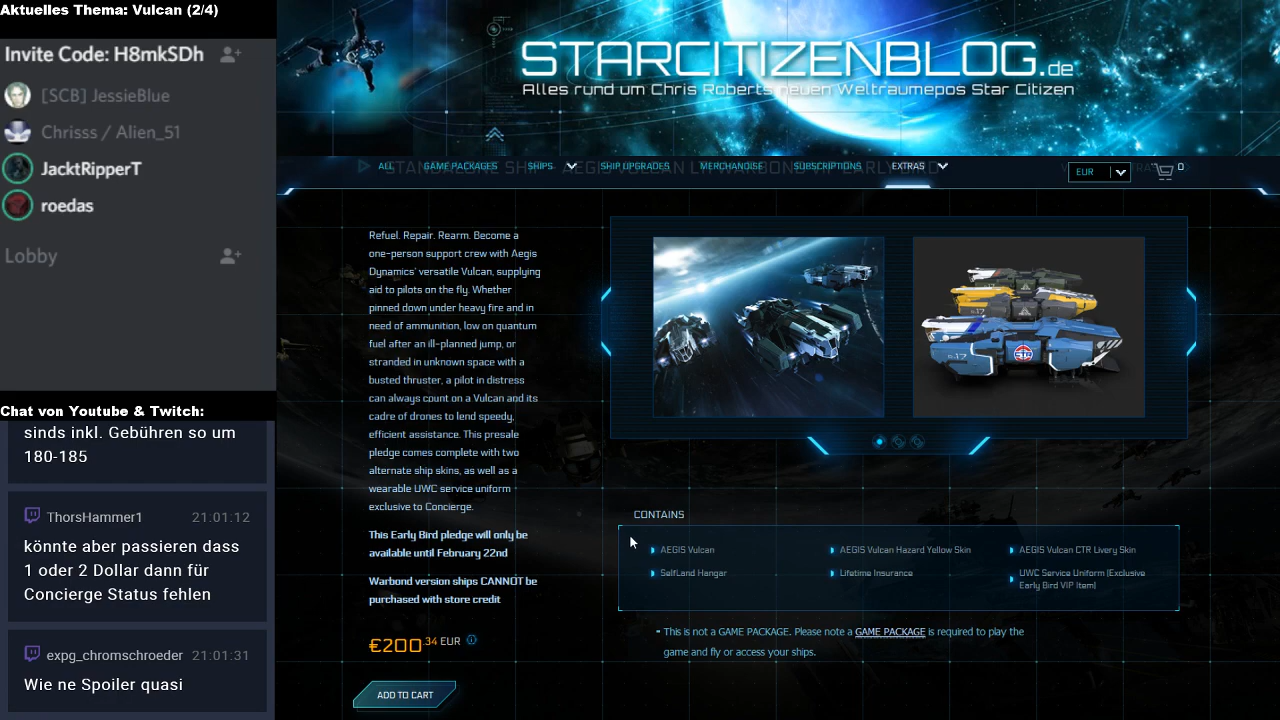 Aktuelles Thema: Vulcan (2/4)
Invite Code: H8mkSDh
[SCB] JessieBlue
Chrisss / Alien_51
JacktRipperT
roedas
Lobby
Chat von Youtube & Twitch:
sinds inkl. Gebühren so um
180-185
ThorsHammer1 21:01:12
könnte aber passieren dass
1 oder 2 Dollar dann für
Concierge Status fehlen
expg_chromschroeder 21:01:31
Wie ne Spoiler quasi
STARCITIZENBLOG.de
Alles rund um Chris Roberts neuen Weltraumepos Star Citizen
ALL GAME PACKAGES SHIPS SHIP UPGRADES MERCHANDISE SUBSCRIPTIONS EXTRAS EUR 0
Refuel. Repair. Rearm. Become a
one-person support crew with Aegis
Dynamics' versatile Vulcan, supplying
aid to pilots on the fly. Whether
pinned down under heavy fire and in
need of ammunition, low on quantum
fuel after an ill-planned jump, or
stranded in unknown space with a
busted thruster, a pilot in distress
can always count on a Vulcan and its
cadre of drones to lend speedy,
efficient assistance. This presale
pledge comes complete with two
alternate ship skins, as well as a
wearable UWC service uniform
exclusive to Concierge.
This Early Bird pledge will only be
available until February 22nd
Warbond version ships CANNOT be
purchased with store credit
€200.34 EUR
ADD TO CART
CONTAINS
AEGIS Vulcan
AEGIS Vulcan Hazard Yellow Skin
AEGIS Vulcan CTR Livery Skin
SelfLand Hangar
Lifetime Insurance
UWC Service Uniform (Exclusive
Early Bird VIP Item)
This is not a GAME PACKAGE. Please note a GAME PACKAGE is required to play the
game and fly or access your ships.